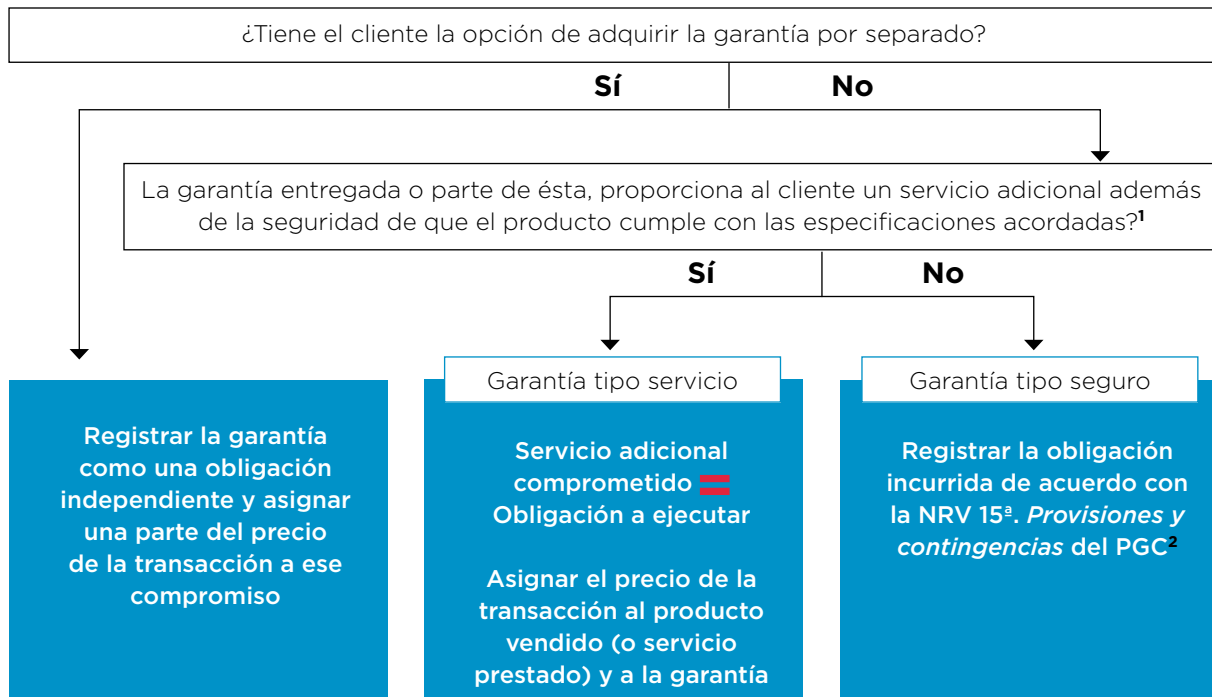 ¿Tiene el cliente la opción de adquirir la garantía por separado?
Sí
No
La garantía entregada o parte de ésta, proporciona al cliente un servicio adicional además
de la seguridad de que el producto cumple con las especificaciones acordadas?1
Sí
No
Registrar la garantía
como una obligación
independiente y asignar
una parte del precio
de la transacción a ese
compromiso
Garantía tipo servicio
Servicio adicional
comprometido =
Obligación a ejecutar
Asignar el precio de la
transacción al producto
vendido (o servicio
prestado) y a la garantía
Garantía tipo seguro
Registrar la obligación
incurrida de acuerdo con
la NRV 15ª. Provisiones y
contingencias del PGC2